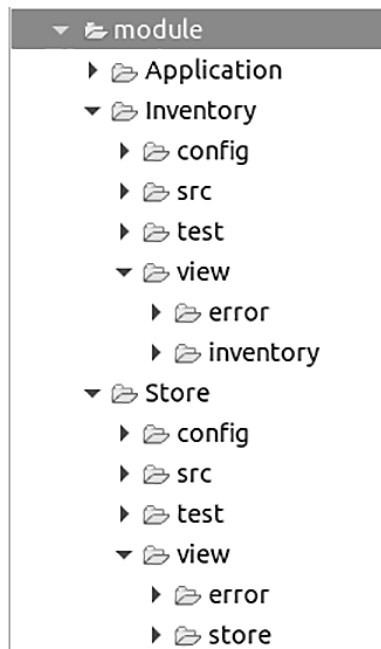 module
Application
Inventory
config
src
test
view
error
inventory
Store
config
src
test
view
error
store